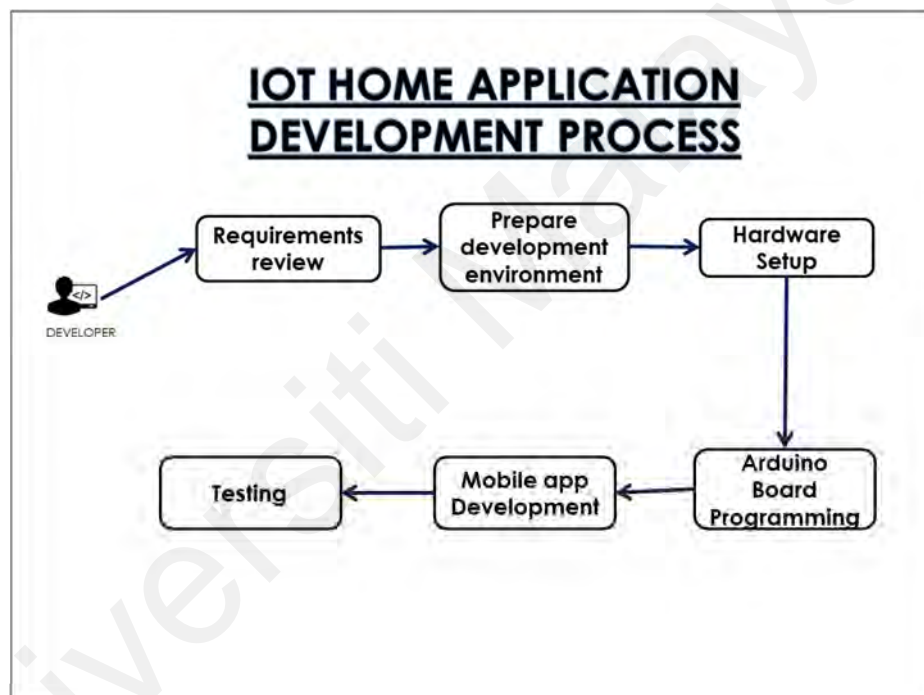 IOT HOME APPLICATION
DEVELOPMENT PROCESS
Requirements
review
Prepare
development
environment
Hardware
Setup
DEVELOPER
Testing
Mobile app
Development
Arduino
Board
Programming